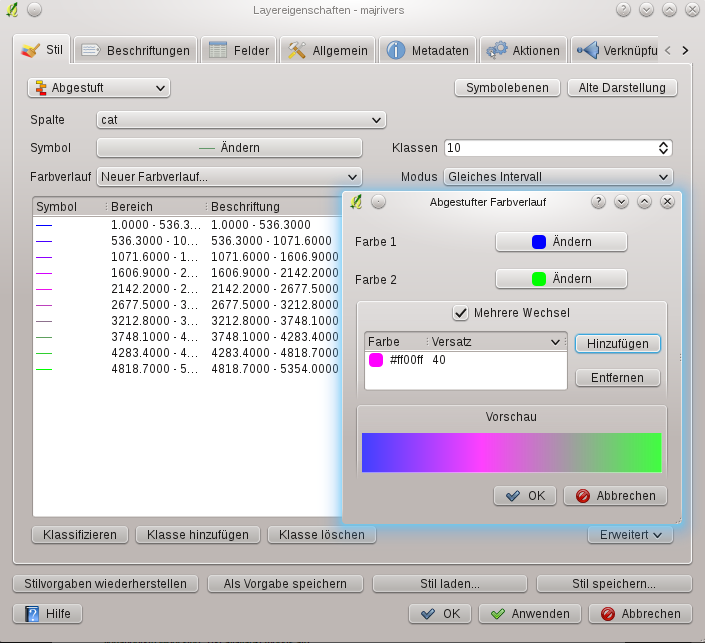 Layereigenschaften - majrivers
Stil Beschriftungen Felder Allgemein Metadaten Aktionen Verknüpfu
Abgestuft Symbolebenen Alte Darstellung
Spalte cat
Symbol Ändern Klassen 10
Farbverlauf Neuer Farbverlauf... Modus Gleiches Intervall
Symbol Bereich Beschriftung
1.0000 - 536.3... 1.0000 - 536.3000
536.3000 - 10... 536.3000 - 1071.6000
1071.6000 - 1... 1071.6000 - 1606.9000
1606.9000 - 2... 1606.9000 - 2142.2000
2142.2000 - 2... 2142.2000 - 2677.5000
2677.5000 - 3... 2677.5000 - 3212.8000
3212.8000 - 3... 3212.8000 - 3748.1000
3748.1000 - 4... 3748.1000 - 4283.4000
4283.4000 - 4... 4283.4000 - 4818.7000
4818.7000 - 5... 4818.7000 - 5354.0000
Abgestufter Farbverlauf
Farbe 1 Ändern
Farbe 2 Ändern
Mehrere Wechsel
Farbe Versatz Hinzufügen
#ff00ff 40
Entfernen
Vorschau
OK Abbrechen
Klassifizieren Klasse hinzufügen Klasse löschen Erweitert
Stilvorgaben wiederherstellen Als Vorgabe speichern Stil laden... Stil speichern...
Hilfe OK Anwenden Abbrechen